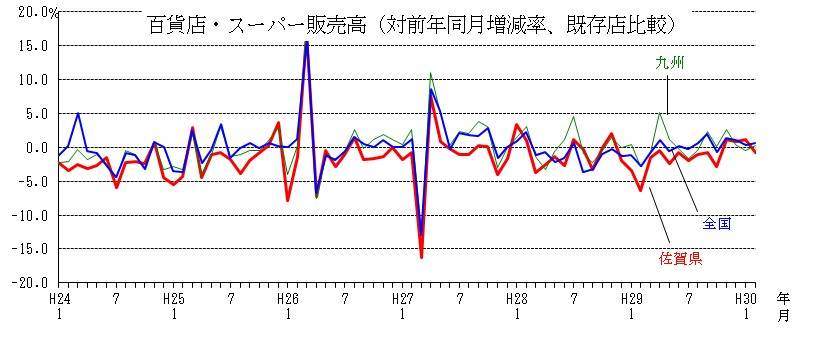 百貨店・スーパー販売高（対前年同月増減率、既存店比較）
20.0%
15.0
10.0
5.0
0.0
-5.0
-10.0
-15.0
-20.0
九州
全国
佐賀県
H24 7 H25 7 H26 7 H27 7 H28 7 H29 7 H30 年
1 1 1 1 1 1 1 月